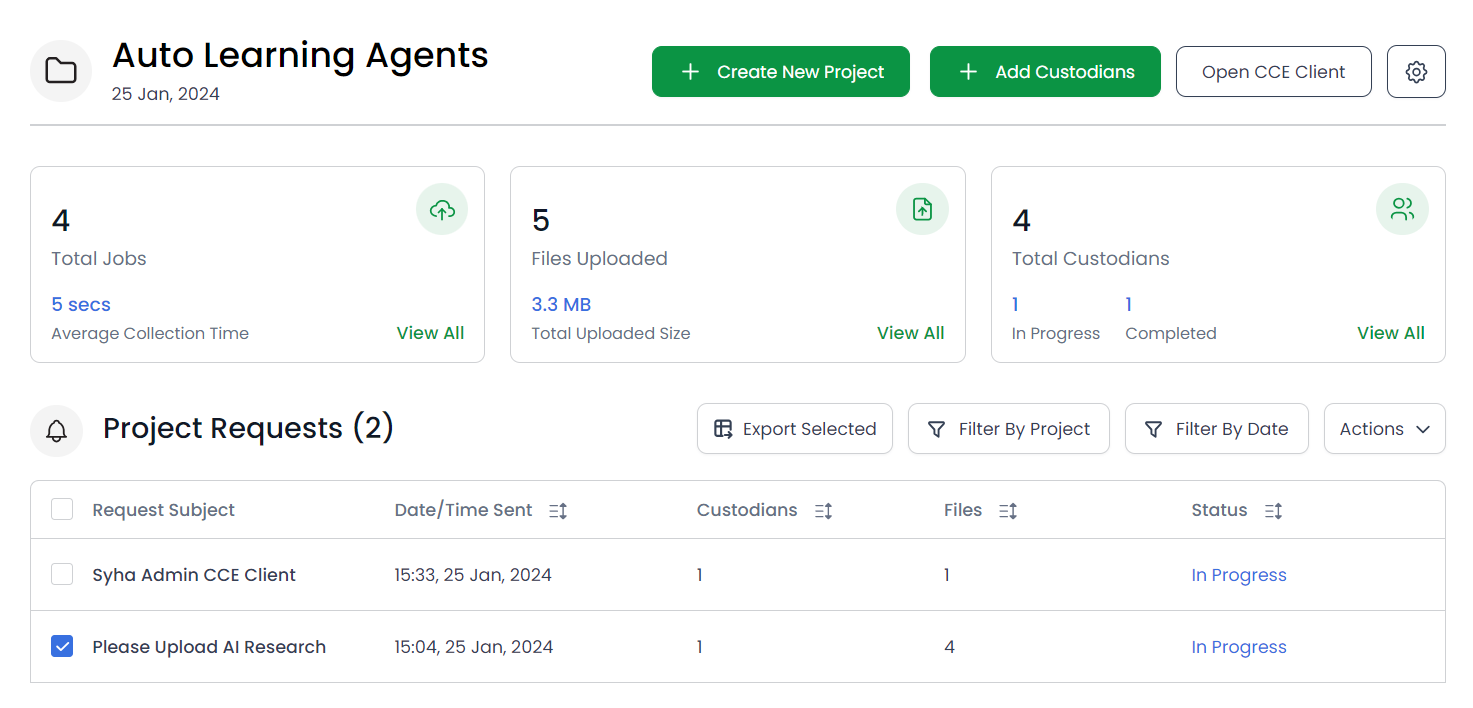 Auto Learning Agents
25 Jan, 2024
Create New Project
Add Custodians
Open CCE Client
4
Total Jobs
5 secs
Average Collection Time
View All
5
Files Uploaded
3.3 MB
Total Uploaded Size
View All
4
Total Custodians
1 1
In Progress Completed
View All
Project Requests (2)
Export Selected
Filter By Project
Filter By Date
Actions
Request Subject Date/Time Sent Custodians Files Status
Syha Admin CCE Client 15:33, 25 Jan, 2024 1 1 In Progress
Please Upload AI Research 15:04, 25 Jan, 2024 1 4 In Progress